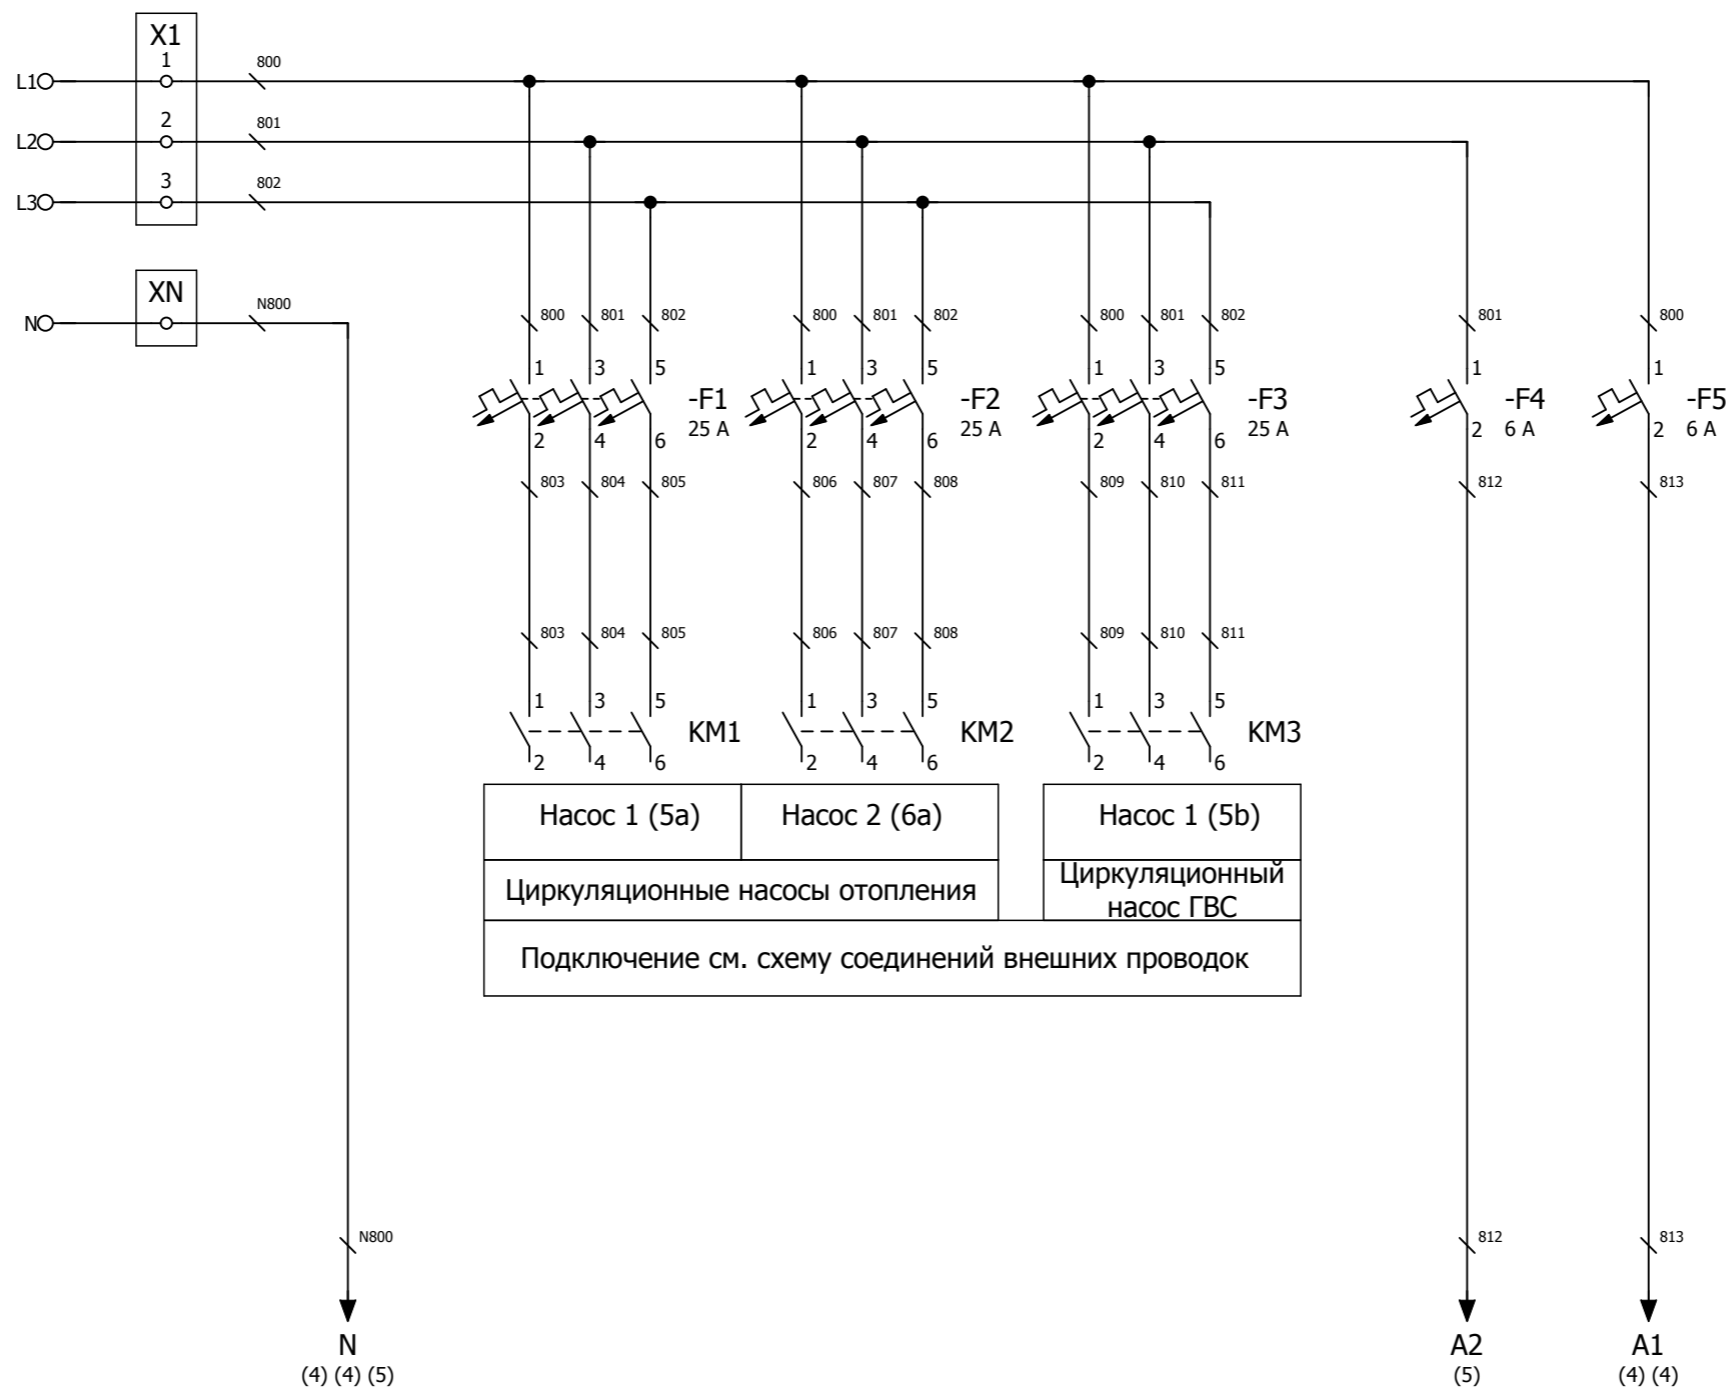 X1
1
L1
800
2
L2
801
3
L3
802
XN
N
N800
800 801 802 800 801 802 800 801 802 801 800
1 3 5 1 3 5 1 3 5 1 1
-F1 -F2 -F3 -F4 -F5
25 A 25 A 25 A 6 A 6 A
2 4 6 2 4 6 2 4 6 2 2
803 804 805 806 807 808 809 810 811 812 813
803 804 805 806 807 808 809 810 811
1 3 5 1 3 5 1 3 5
KM1 KM2 KM3
2 4 6 2 4 6 2 4 6
Насос 1 (5a) Насос 2 (6a) Насос 1 (5b)
Циркуляционные насосы отопления
Циркуляционный
насос ГВС
Подключение см. схему соединений внешних проводок
N800 812 813
N A2 A1
(4) (4) (5) (5) (4) (4)